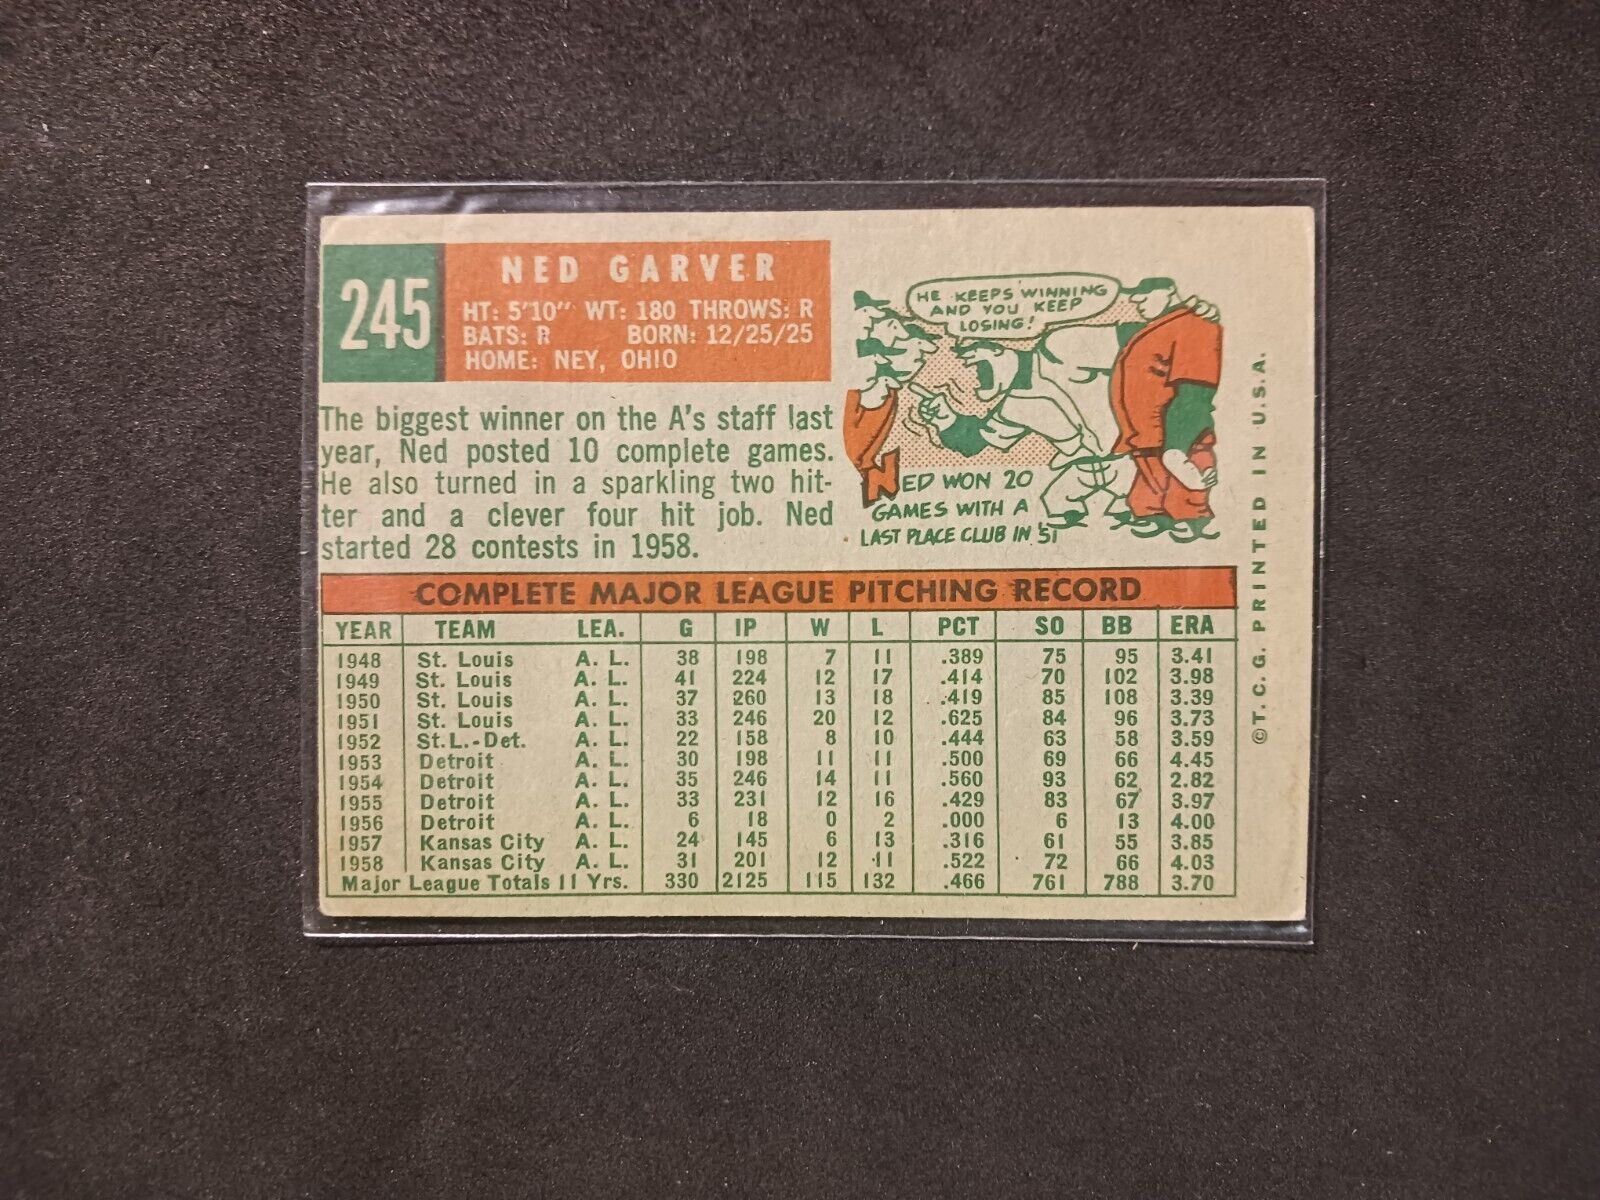 245
NED GARVER
HT: 5'10" WT: 180 THROWS: R
BATS: R BORN: 12/25/25
HOME: NEY, OHIO
The biggest winner on the A's staff last
year, Ned posted 10 complete games.
He also turned in a sparkling two hit-
ter and a clever four hit job. Ned
started 28 contests in 1958.
HE KEEPS WINNING
AND YOU KEEP
LOSING!
NED WON 20
GAMES WITH A
LAST PLACE CLUB IN '51
COMPLETE MAJOR LEAGUE PITCHING RECORD
YEAR TEAM LEA. G IP W L PCT SO BB ERA
1948 St. Louis A. L. 38 198 7 11 .389 75 95 3.41
1949 St. Louis A. L. 41 224 12 17 .414 70 102 3.98
1950 St. Louis A. L. 37 260 13 18 .419 85 108 3.39
1951 St. Louis A. L. 33 246 20 12 .625 84 96 3.73
1952 St.L.-Det. A. L. 22 158 8 10 .444 63 58 3.59
1953 Detroit A. L. 30 198 11 11 .500 69 66 4.45
1954 Detroit A. L. 35 246 14 11 .560 93 62 2.82
1955 Detroit A. L. 33 231 12 16 .429 83 67 3.97
1956 Detroit A. L. 6 18 0 2 .000 6 13 4.00
1957 Kansas City A. L. 24 145 6 13 .316 61 55 3.85
1958 Kansas City A. L. 31 201 12 11 .522 72 66 4.03
Major League Totals 11 Yrs. 330 2125 115 132 .466 761 788 3.70
©T. C. G. PRINTED IN U.S.A.